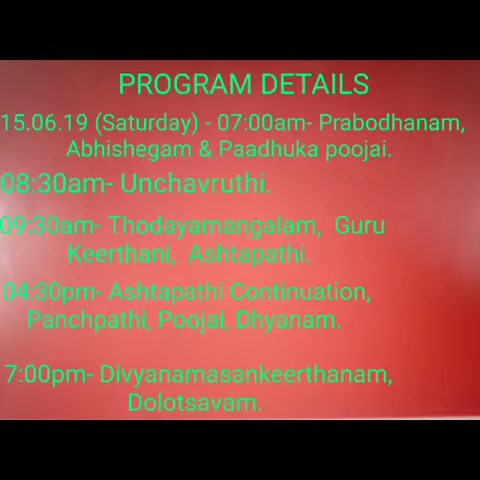 PROGRAM DETAILS
15.06.19 (Saturday) - 07:00am- Prabodhanam,
Abhishegam & Paadhuka poojai.
08:30am- Unchavruthi.
09:30am- Thodayamangalam, Guru
Keerthani, Ashtapathi.
04:30pm- Ashtapathi Continuation,
Panchpathi, Poojai, Dhyanam.
7:00pm- Divyanamasankeerthanam,
Dolotsavam.